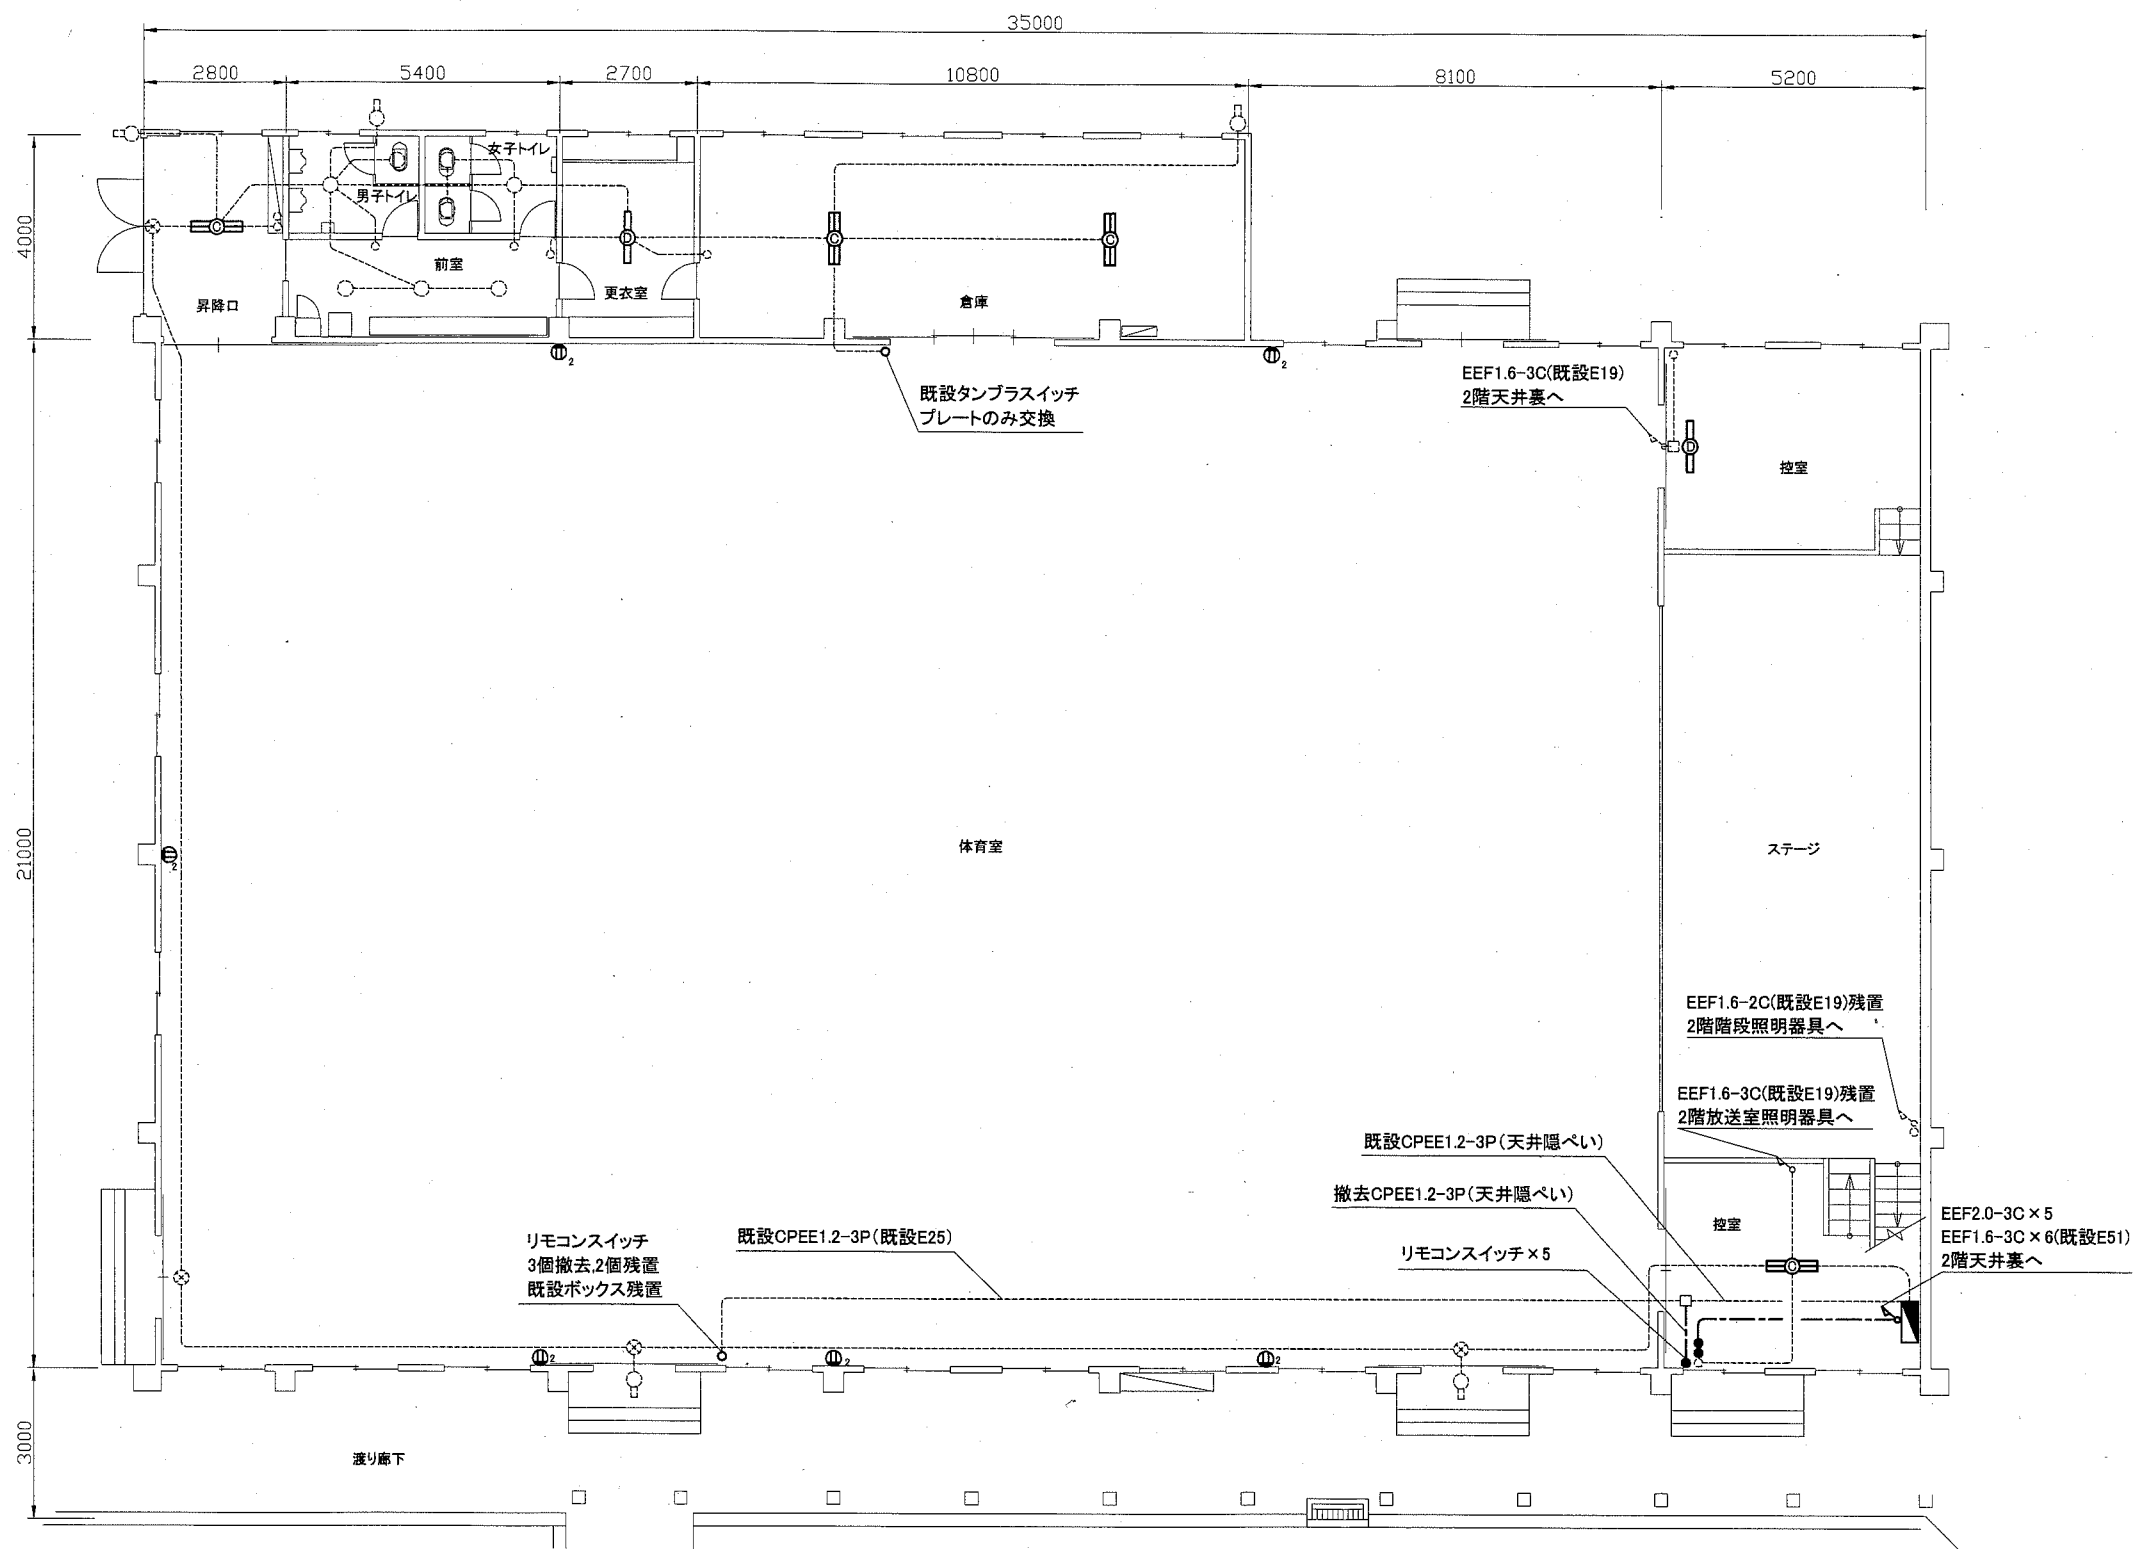 35000
2800
5400
2700
10800
8100
5200
4000
21000
3000
女子トイレ
男子トイレ
前室
昇降口
更衣室
倉庫
C
D
C
C
2
2
既設タンブラスイッチ
プレートのみ交換
EEF1.6-3C(既設E19)
2階天井裏へ
D
控室
2
体育室
ステージ
EEF1.6-2C(既設E19)残置
2階階段照明器具へ
EEF1.6-3C(既設E19)残置
2階放送室照明器具へ
既設CPEE1.2-3P(天井隠ぺい)
撤去CPEE1.2-3P(天井隠ぺい)
リモコンスイッチ×5
控室
C
EEF2.0-3C×5
EEF1.6-3C×6(既設E51)
2階天井裏へ
リモコンスイッチ
3個撤去,2個残置
既設ボックス残置
既設CPEE1.2-3P(既設E25)
2
2
2
渡り廊下